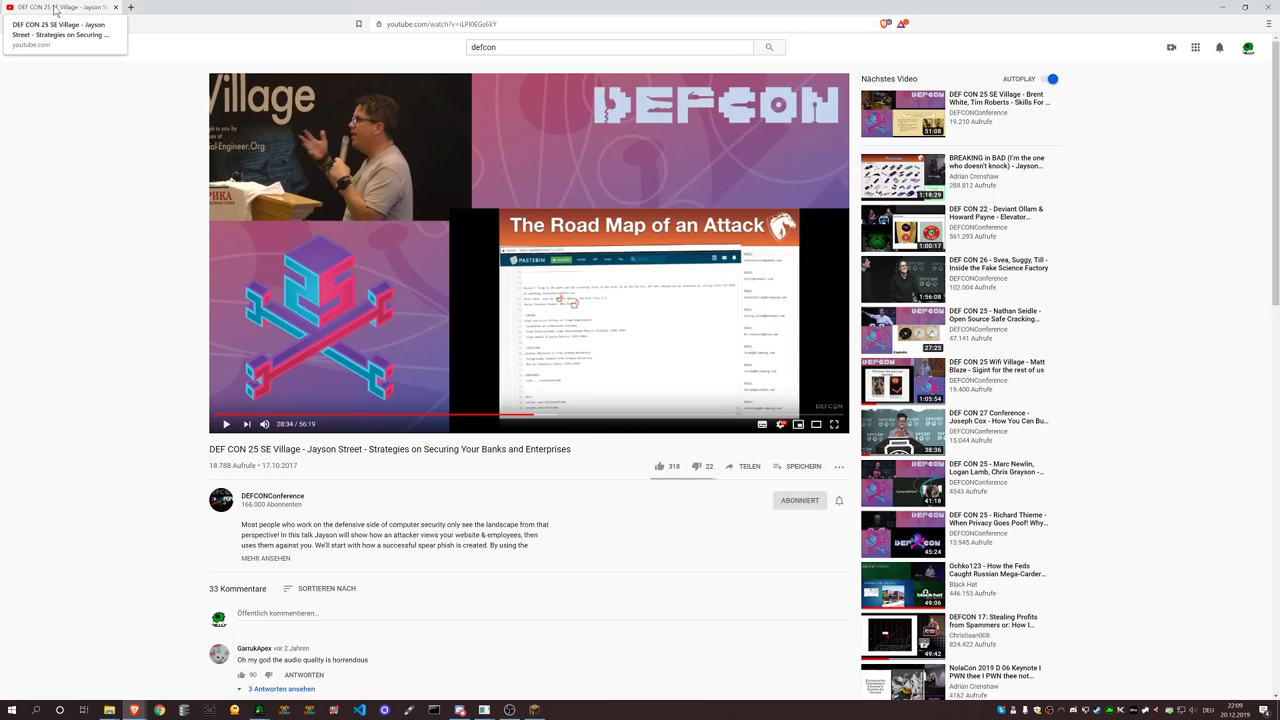 DEF CON 25 SE Village - Jayson St
DEF CON 25 SE Village - Jayson
Street - Strategies on Securing ...
youtube.com
youtube.com/watch?v=iLPI0EGs6kY
defcon
Village
ial-Engineer.Org
DEFCON
The Road Map of an Attack
PASTEBIN
DEFCON
28:34 / 56:19
DEF CON 25 SE Village - Jayson Street - Strategies on Securing Your Banks and Enterprises
18.788 Aufrufe • 17.10.2017
318
22
TEILEN
SPEICHERN
DEFCONConference
166.000 Abonnenten
ABONNIERT
Most people who work on the defensive side of computer security only see the landscape from that
perspective! In this talk Jayson will show how an attacker views your website & employees, then
uses them against you. We'll start with how a successful spear phish is created. By using the
MEHR ANSEHEN
33 Kommentare
SORTIEREN NACH
Öffentlich kommentieren...
GarrukApex vor 2 Jahren
Oh my god the audio quality is horrendous
90
ANTWORTEN
3 Antworten ansehen
Nächstes Video
AUTOPLAY
51:08
DEF CON 25 SE Village - Brent
White, Tim Roberts - Skills For ...
DEFCONConference
19.210 Aufrufe
1:18:29
BREAKING in BAD (I'm the one
who doesn't knock) - Jayson...
Adrian Crenshaw
288.812 Aufrufe
1:00:17
DEF CON 22 - Deviant Ollam &
Howard Payne - Elevator...
DEFCONConference
561.293 Aufrufe
1:56:08
DEF CON 26 - Svea, Suggy, Till -
Inside the Fake Science Factory
DEFCONConference
102.004 Aufrufe
27:25
DEF CON 25 - Nathan Seidle -
Open Source Safe Cracking...
DEFCONConference
47.141 Aufrufe
1:05:54
DEF CON 25 Wifi Village - Matt
Blaze - Sigint for the rest of us
DEFCONConference
19.400 Aufrufe
38:36
DEF CON 27 Conference -
Joseph Cox - How You Can Bu...
DEFCONConference
15.044 Aufrufe
41:18
DEF CON 25 - Marc Newlin,
Logan Lamb, Chris Grayson -...
DEFCONConference
4543 Aufrufe
45:24
DEF CON 25 - Richard Thieme -
When Privacy Goes Poof! Why...
DEFCONConference
13.945 Aufrufe
49:06
Ochko123 - How the Feds
Caught Russian Mega-Carder...
Black Hat
446.153 Aufrufe
49:42
DEFCON 17: Stealing Profits
from Spammers or: How I...
Christiaan008
824.422 Aufrufe
NolaCon 2019 D 06 Keynote I
PWN thee I PWN thee not...
Adrian Crenshaw
4162 Aufrufe
DEU
22:09
20.12.2019